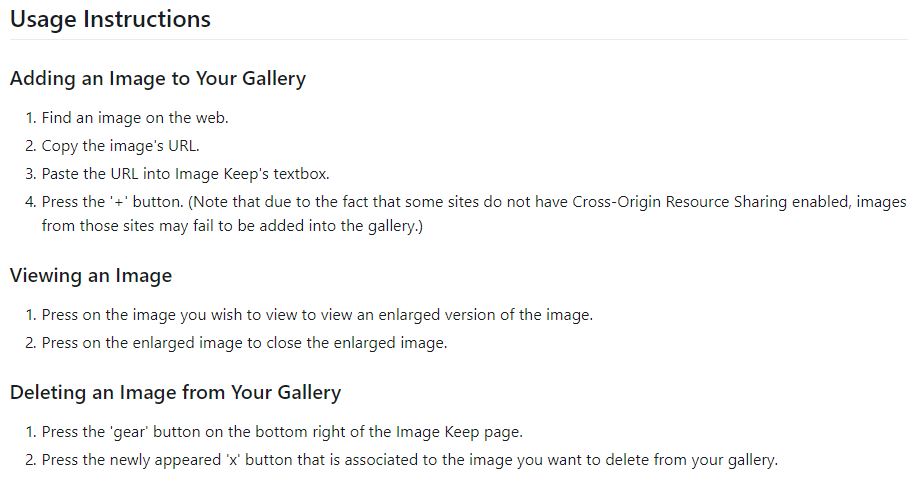 Usage Instructions
Adding an Image to Your Gallery
1. Find an image on the web.
2. Copy the image's URL.
3. Paste the URL into Image Keep's textbox.
4. Press the '+' button. (Note that due to the fact that some sites do not have Cross-Origin Resource Sharing enabled, images
from those sites may fail to be added into the gallery.)
Viewing an Image
1. Press on the image you wish to view to view an enlarged version of the image.
2. Press on the enlarged image to close the enlarged image.
Deleting an Image from Your Gallery
1. Press the 'gear' button on the bottom right of the Image Keep page.
2. Press the newly appeared 'x' button that is associated to the image you want to delete from your gallery.